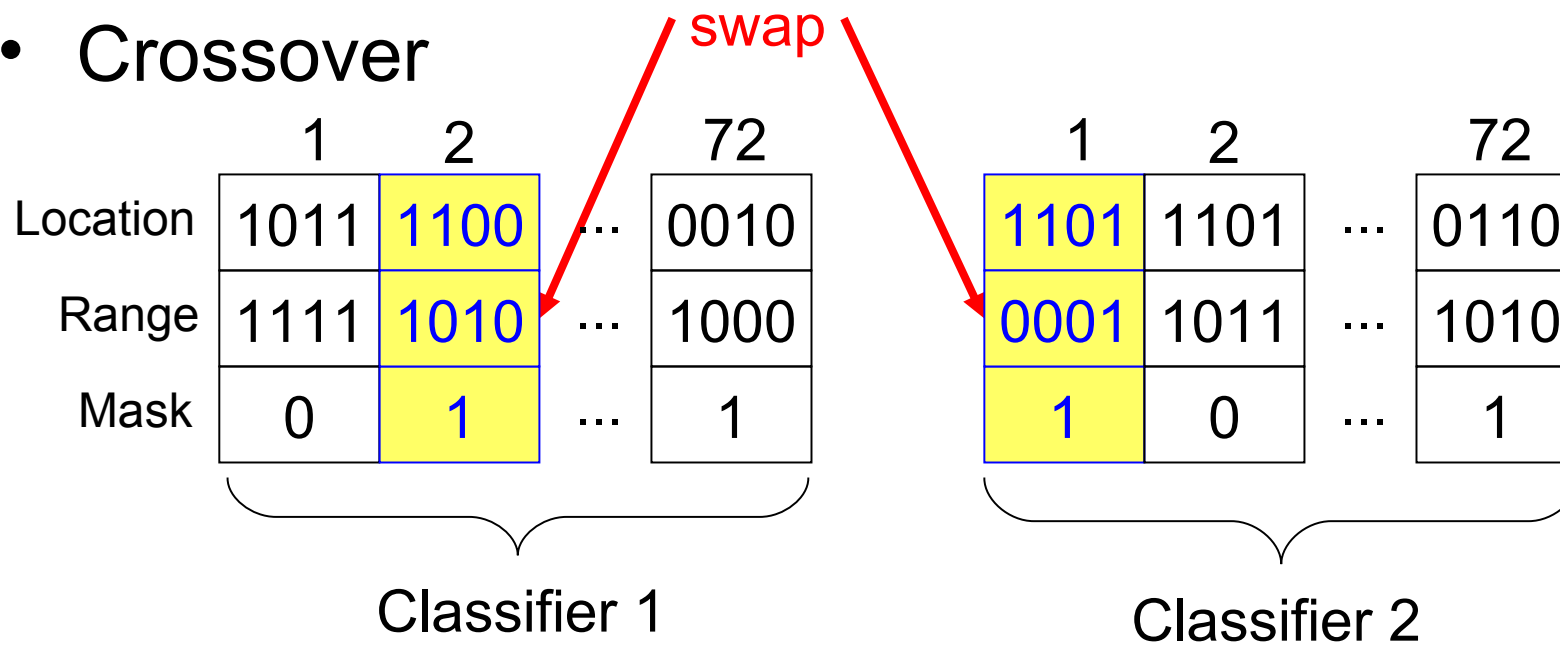 swap
• Crossover
1 2 72 1 2 72
Location 1011 1100 ... 0010 1101 1101 ... 0110
Range 1111 1010 ... 1000 0001 1011 ... 1010
Mask 0 1 ... 1 1 0 ... 1
Classifier 1 Classifier 2